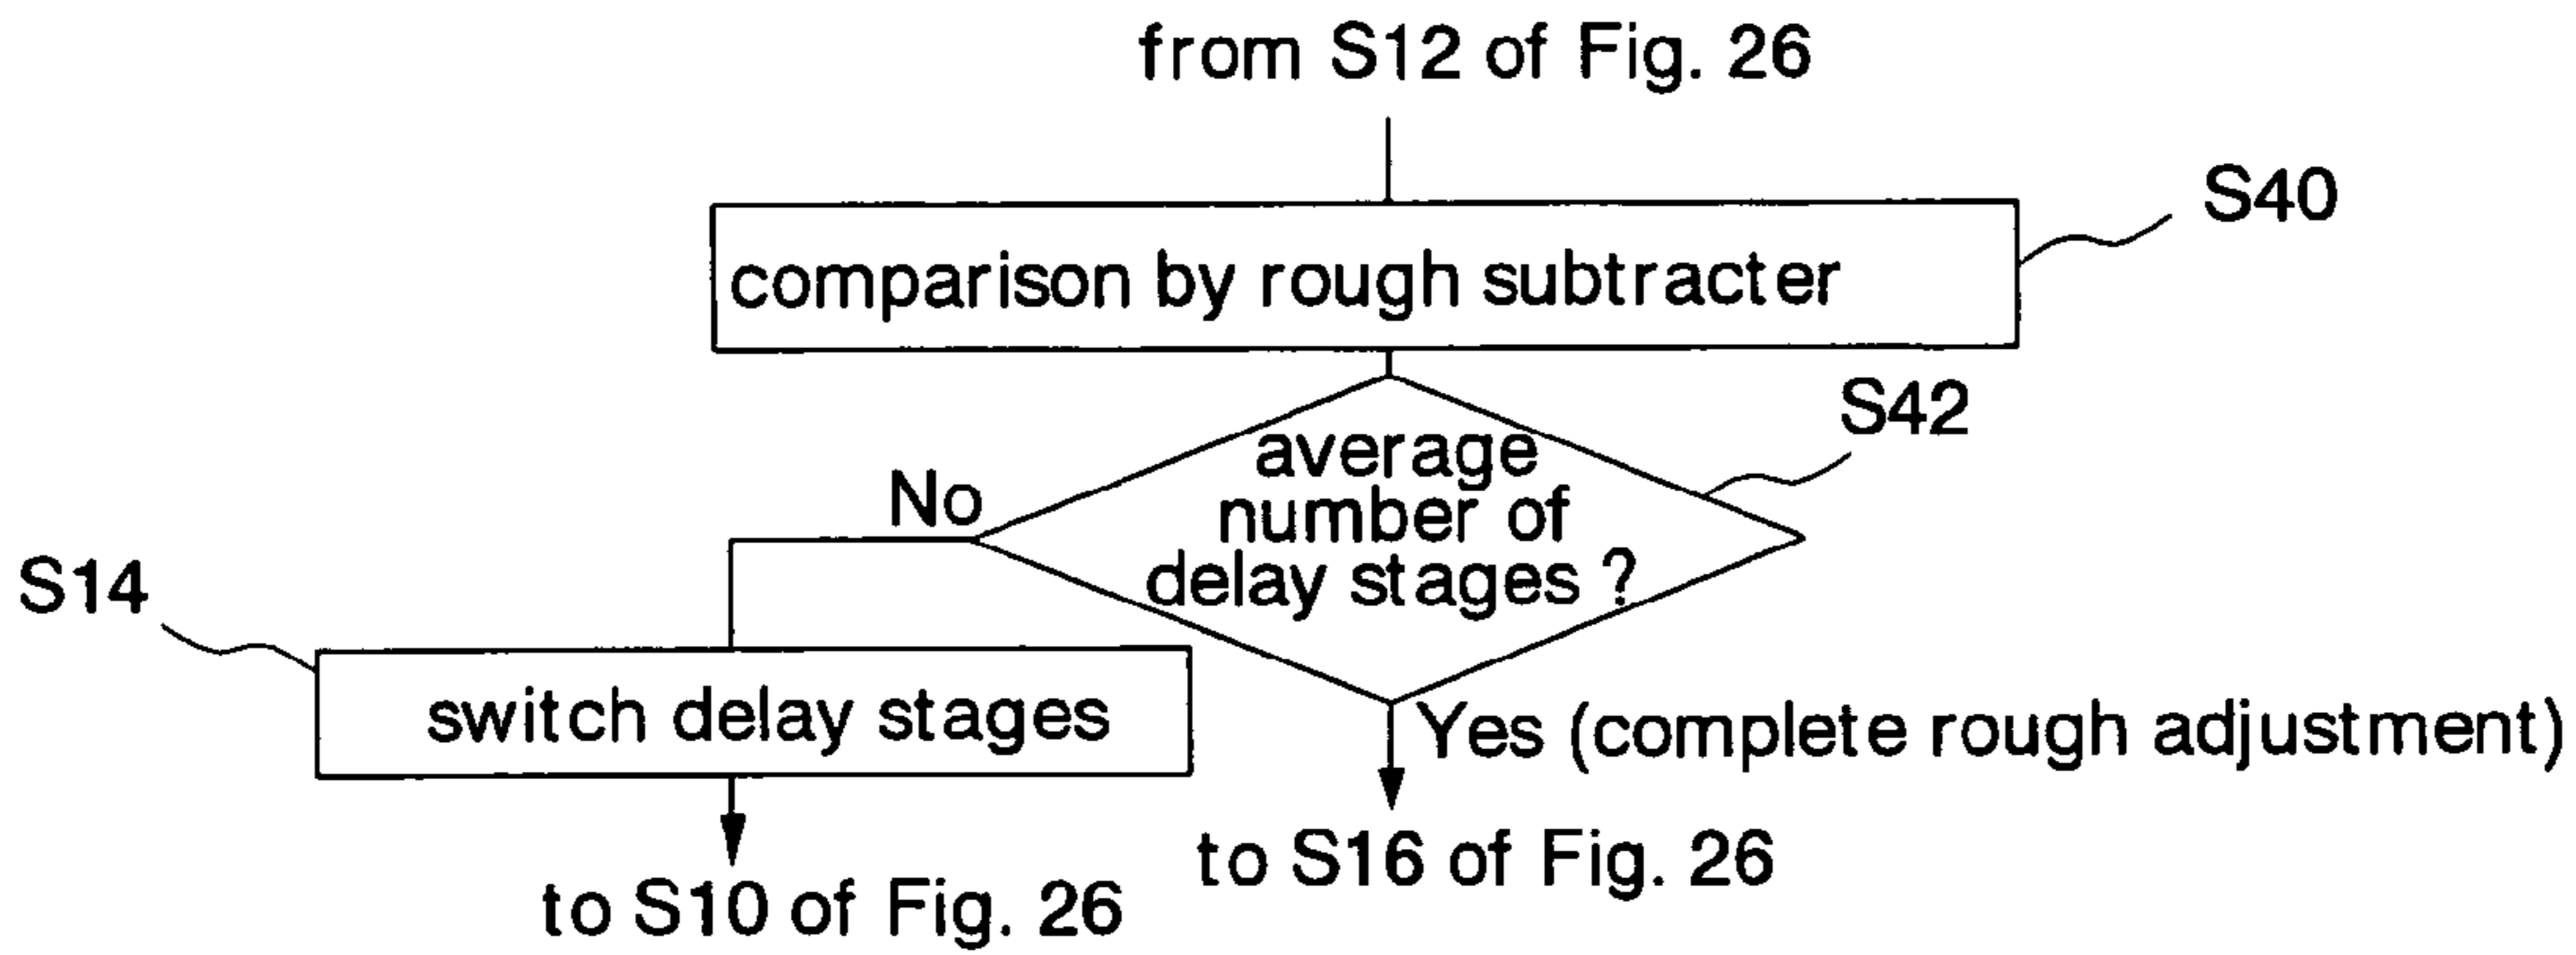 from S12 of Fig. 26
S40
comparison by rough subtracter
S42
average
number of
delay stages ?
No
S14
switch delay stages
Yes (complete rough adjustment)
to S16 of Fig. 26
to S10 of Fig. 26